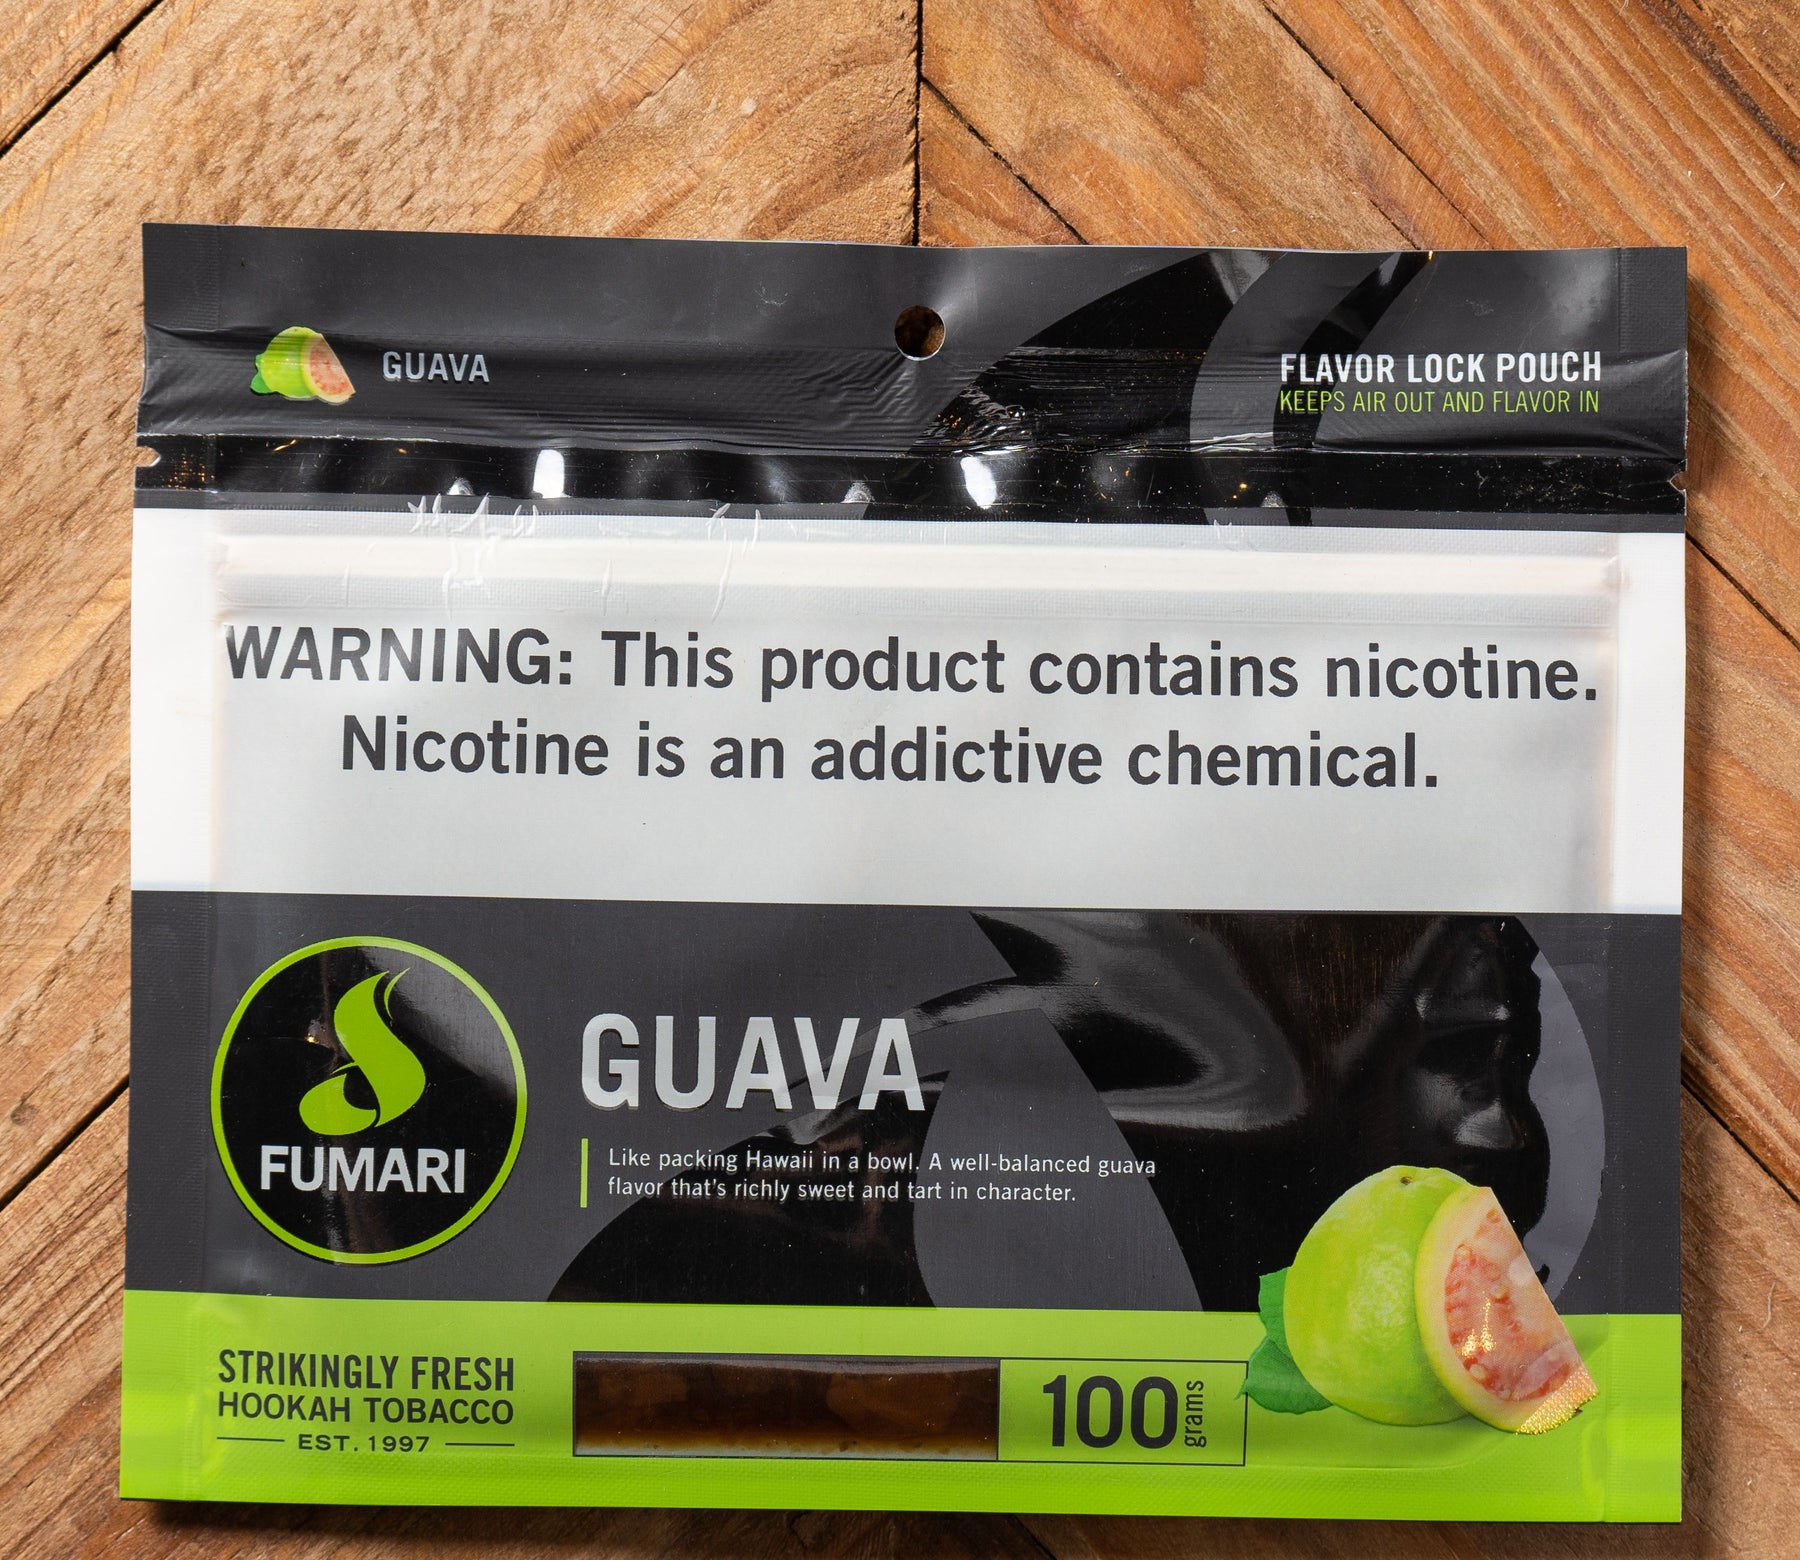 GUAVA
FLAVOR LOCK POUCH
KEEPS AIR OUT AND FLAVOR IN
WARNING: This product contains nicotine.
Nicotine is an addictive chemical.
FUMARI
GUAVA
Like packing Hawaii in a bowl. A well-balanced guava
flavor that's richly sweet and tart in character.
STRIKINGLY FRESH
HOOKAH TOBACCO
EST. 1997
100 grams